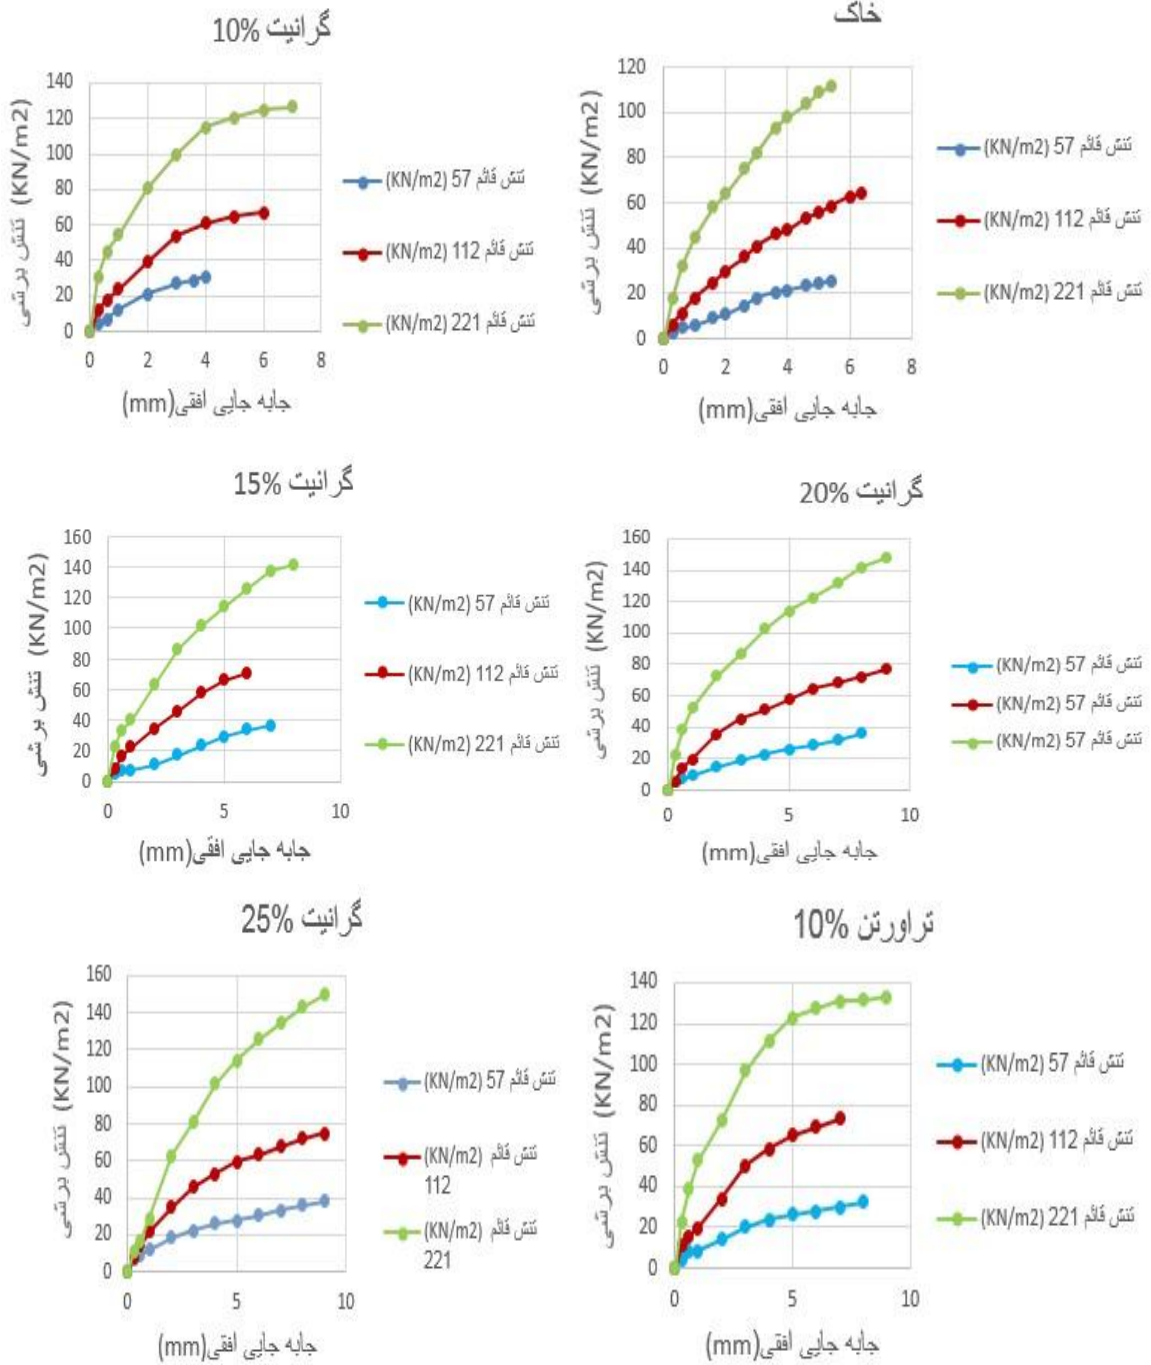 گرانیت 10%
140
120
100
80
60
40
20
0
0 2 4 6 8
تنش برشی (KN/m2)
جابه جایی افقی(mm)
تنش قائم 57 (KN/m2)
تنش قائم 112 (KN/m2)
تنش قائم 221 (KN/m2)
خاک
120
100
80
60
40
20
0
0 2 4 6 8
تنش برشی (KN/m2)
جابه جایی افقی(mm)
تنش قائم 57 (KN/m2)
تنش قائم 112 (KN/m2)
تنش قائم 221 (KN/m2)
گرانیت 15%
160
140
120
100
80
60
40
20
0
0 5 10
تنش برشی (KN/m2)
جابه جایی افقی(mm)
تنش قائم 57 (KN/m2)
تنش قائم 112 (KN/m2)
تنش قائم 221 (KN/m2)
گرانیت 20%
160
140
120
100
80
60
40
20
0
0 5 10
تنش برشی (KN/m2)
جابه جایی افقی(mm)
تنش قائم 57 (KN/m2)
تنش قائم 57 (KN/m2)
تنش قائم 57 (KN/m2)
گرانیت 25%
160
140
120
100
80
60
40
20
0
0 5 10
تنش برشی (KN/m2)
جابه جایی افقی(mm)
تنش قائم 57 (KN/m2)
تنش قائم (KN/m2)
112
تنش قائم (KN/m2)
221
تراورتن 10%
140
120
100
80
60
40
20
0
0 5 10
تنش برشی (KN/m2)
جابه جایی افقی(mm)
تنش قائم 57 (KN/m2)
تنش قائم 112 (KN/m2)
تنش قائم 221 (KN/m2)